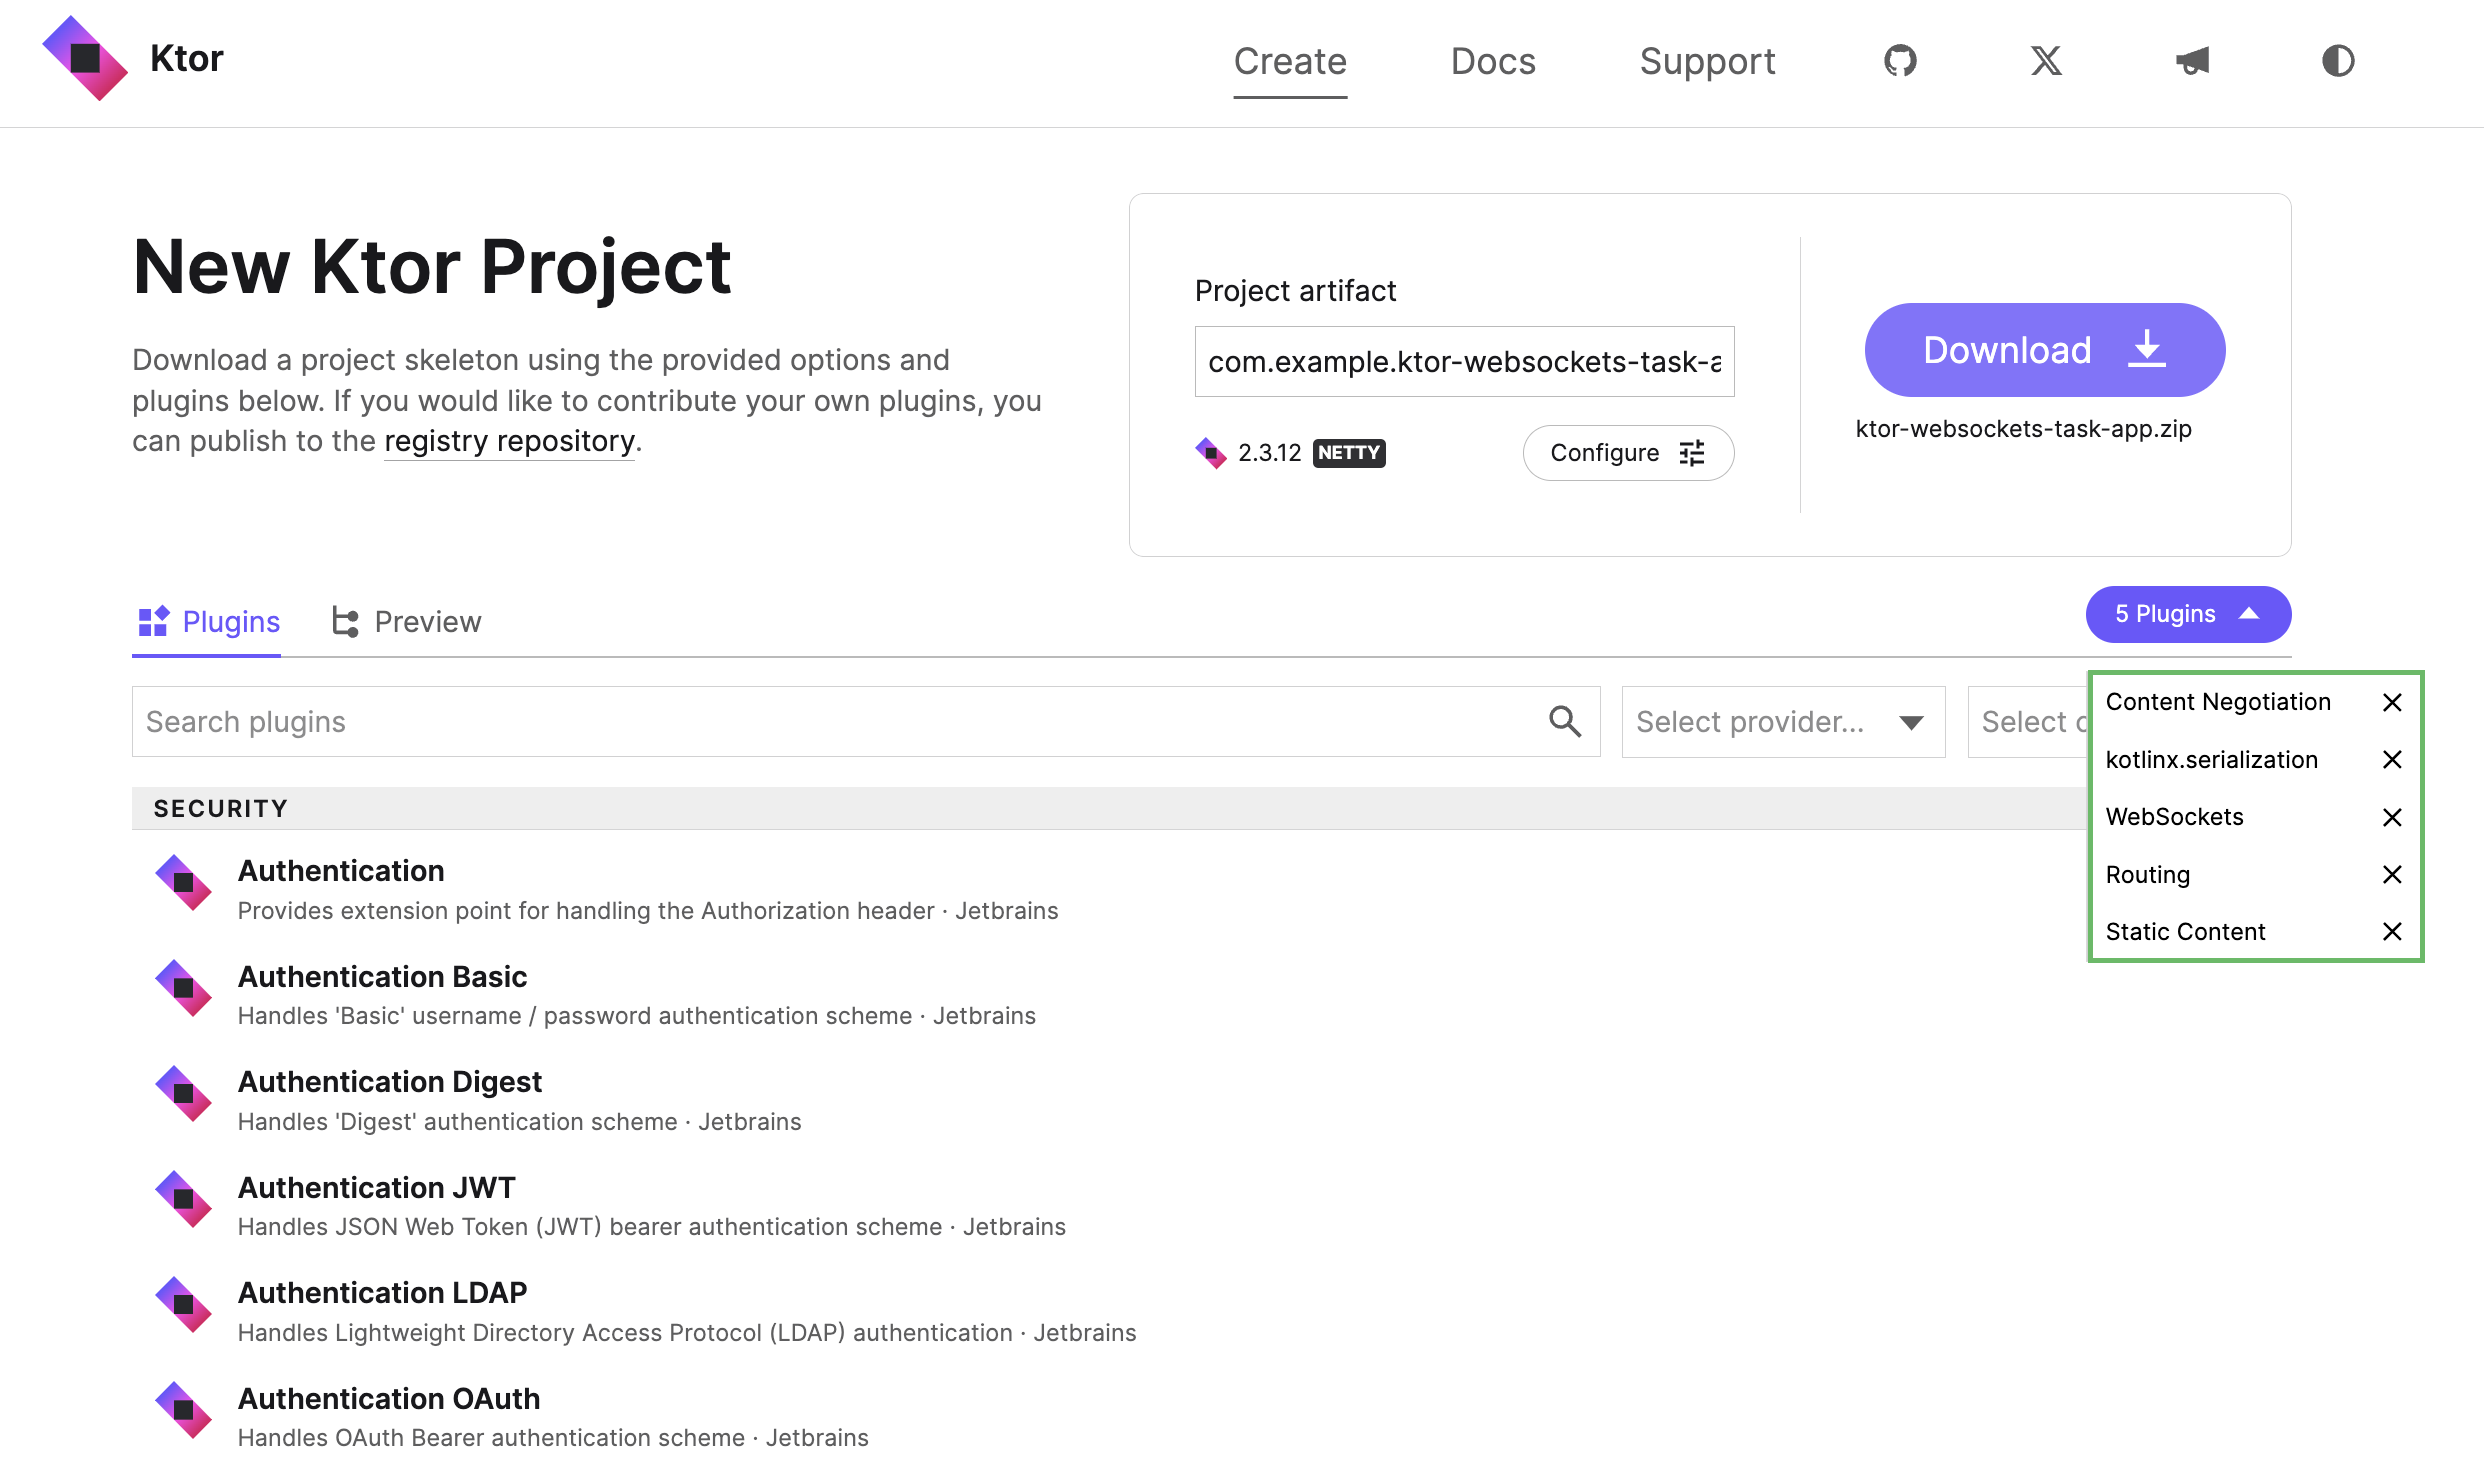 Ktor
Create
Docs
Support
New Ktor Project
Download a project skeleton using the provided options and
plugins below. If you would like to contribute your own plugins, you
can publish to the registry repository.
Project artifact
com.example.ktor-websockets-task-a
2.3.12 NETTY
Configure
Download
ktor-websockets-task-app.zip
Plugins
Preview
5 Plugins
Search plugins
Select provider...
Select
Content Negotiation
kotlinx.serialization
WebSockets
Routing
Static Content
SECURITY
Authentication
Provides extension point for handling the Authorization header · Jetbrains
Authentication Basic
Handles 'Basic' username / password authentication scheme · Jetbrains
Authentication Digest
Handles 'Digest' authentication scheme · Jetbrains
Authentication JWT
Handles JSON Web Token (JWT) bearer authentication scheme · Jetbrains
Authentication LDAP
Handles Lightweight Directory Access Protocol (LDAP) authentication · Jetbrains
Authentication OAuth
Handles OAuth Bearer authentication scheme · Jetbrains